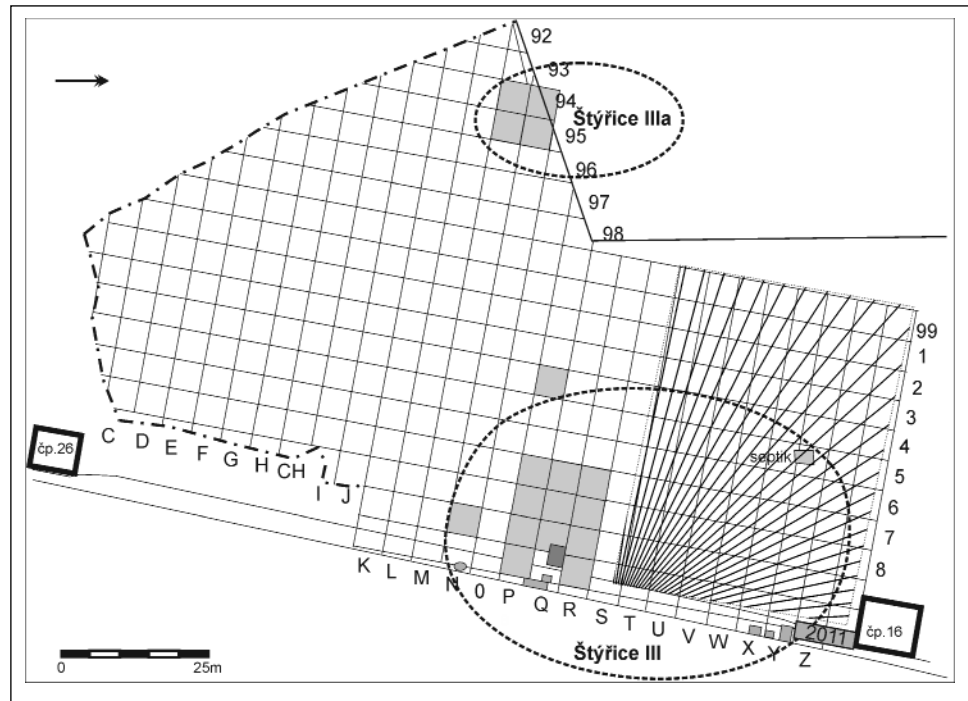 92
93
94
Štýřice IIIa
95
96
97
98
99
1
2
3
4
septik
5
6
7
8
C
D
E
F
G
H
CH
I
J
čp.26
K
L
M
N
0
P
Q
R
S
T
U
V
W
X
Y
Z
2011
čp.16
Štýřice III
0
25m